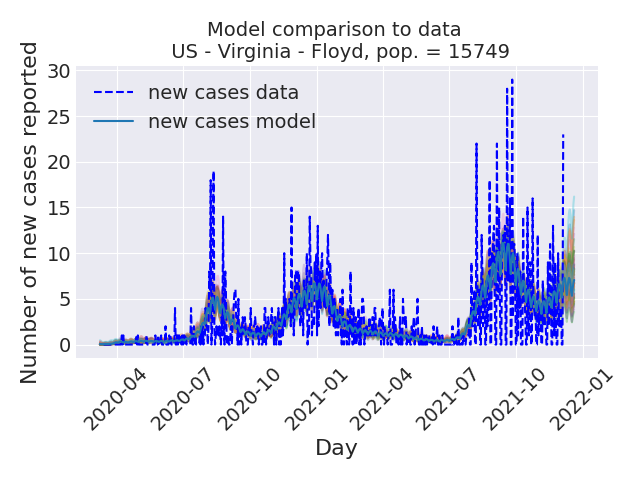 Model comparison to data
US - Virginia - Floyd, pop. = 15749
Number of new cases reported
30
25
20
15
10
5
0
new cases data
new cases model
2020-04
2020-07
2020-10
2021-01
2021-04
2021-07
2021-10
2022-01
Day